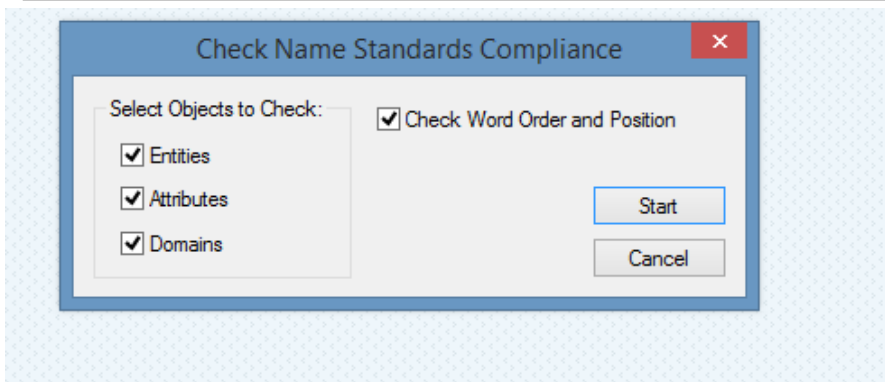 Check Name Standards Compliance
Select Objects to Check:
Check Word Order and Position
Entities
Attributes
Domains
Start
Cancel